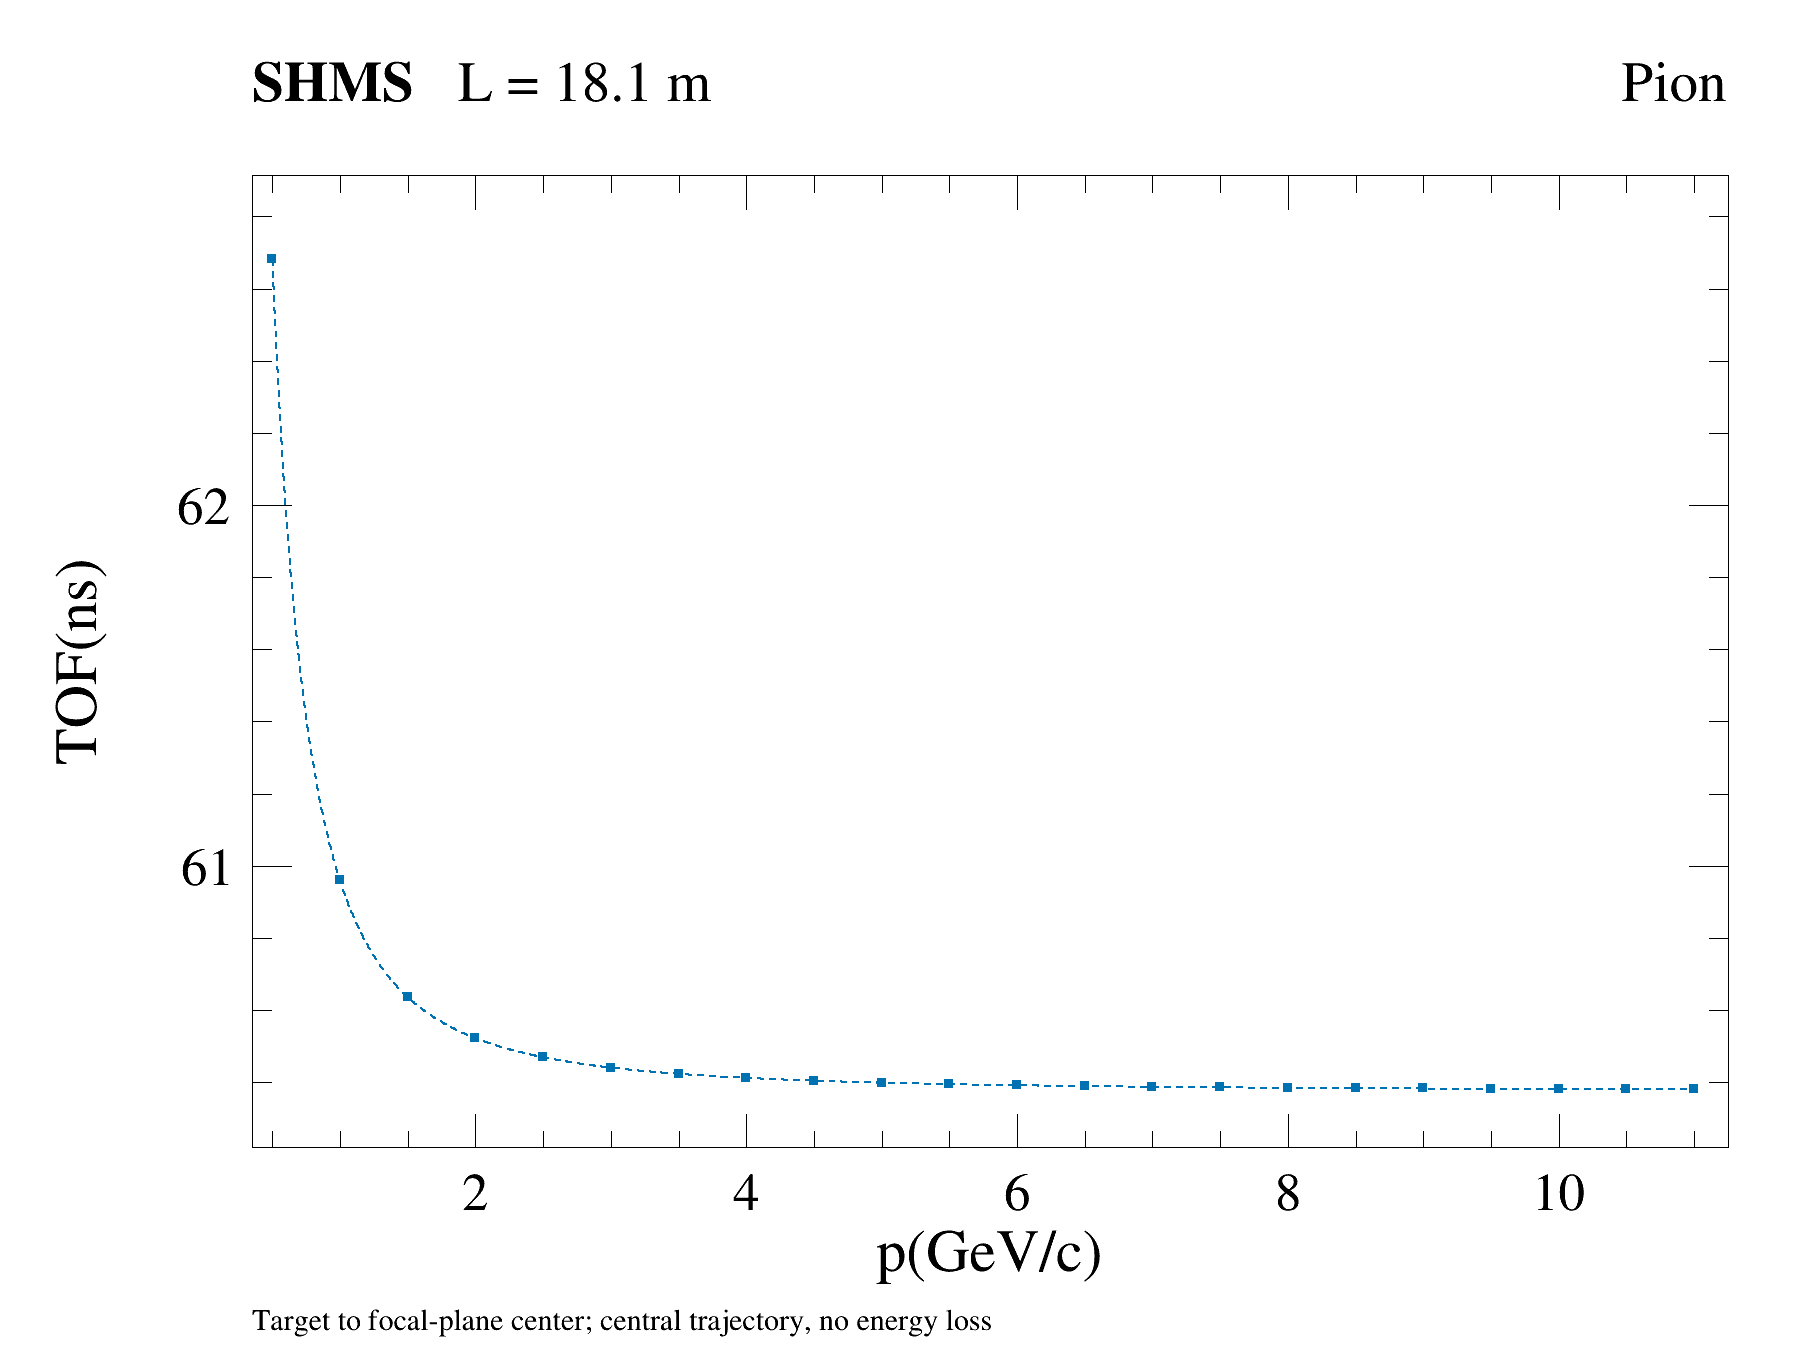 SHMS L = 18.1 m
Pion
62
61
TOF(ns)
2 4 6 8 10
p(GeV/c)
Target to focal-plane center; central trajectory, no energy loss